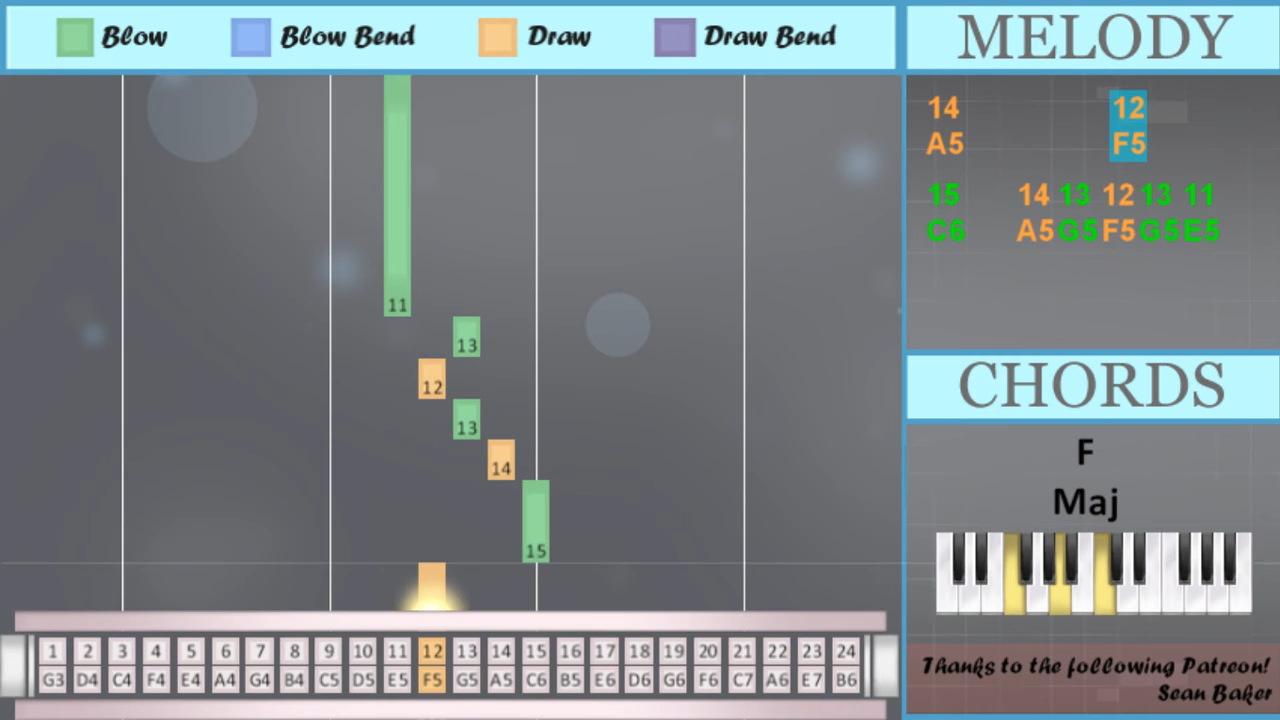 Blow Blow Bend Draw Draw Bend
MELODY
14 12
A5 F5
15 14 13 12 13 11
C6 A5 G5 F5 G5 E5
11
13
12
13
14
15
CHORDS
F
Maj
Thanks to the following Patreon!
Sean Baker
1 2 3 4 5 6 7 8 9 10 11 12 13 14 15 16 17 18 19 20 21 22 23 24
G3 D4 C4 F4 E4 A4 G4 B4 C5 D5 E5 F5 G5 A5 C6 B5 E6 D6 G6 F6 C7 A6 E7 B6